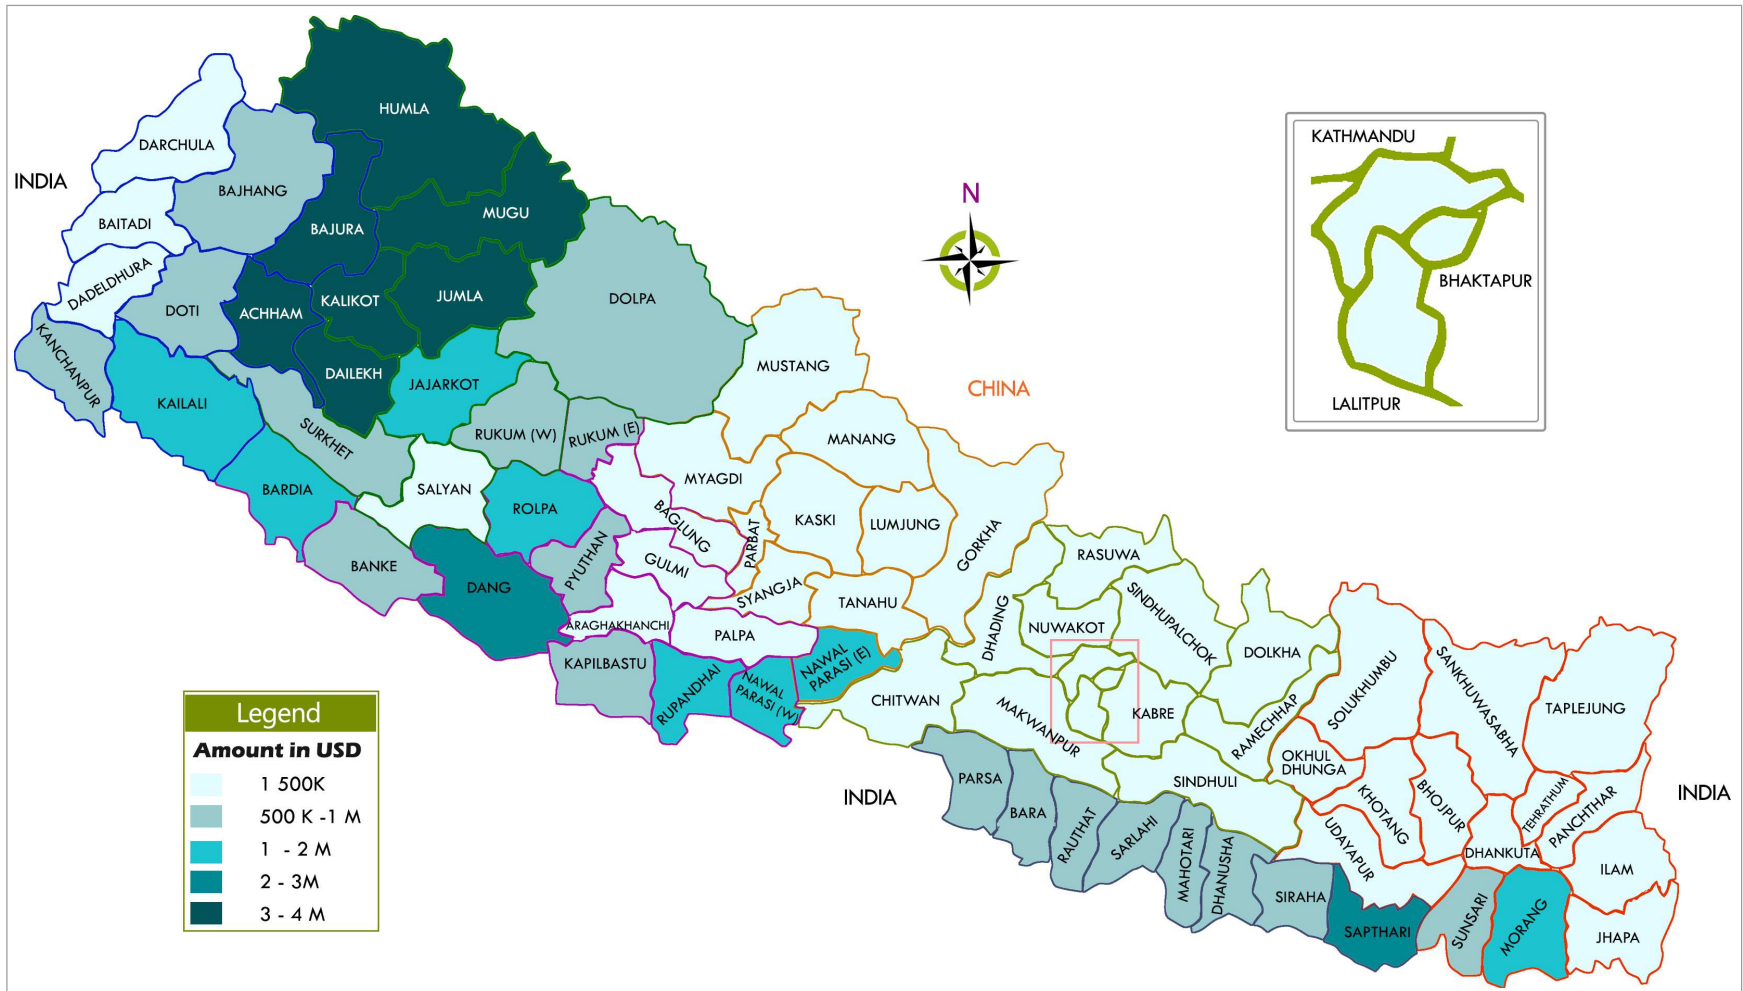 HUMLA
DARCHULA
BAJHANG
INDIA
BAITADI
BAJURA
MUGU
DADELDHURA
DOTI
ACHHAM
KALIKOT
JUMLA
DOLPA
KANCHANPUR
KAILALI
DAILEKH
JAJARKOT
SURKHET
RUKUM (W)
RUKUM (E)
BARDIA
SALYAN
ROLPA
BANKE
DANG
PYUTHAN
MUSTANG
MANANG
MYAGDI
BAGLUNG
PARBAT
KASKI
LUMJUNG
GORKHA
GULMI
SYANGJA
TANAHU
ARAGHAKHANCHI
PALPA
KAPILBASTU
RUPANDHAI
NAWAL
PARASI (W)
NAWAL
PARASI (E)
N
CHINA
KATHMANDU
BHAKTAPUR
LALITPUR
RASUWA
DHADING
NUWAKOT
SINDHUPALCHOK
DOLKHA
CHITWAN
MAKWANPUR
KABRE
RAMECHHAP
SINDHULI
SOLUKHUMBU
SANKHUWASABHA
TAPLEJUNG
OKHUL
DHUNGA
KHOTANG
BHOJPUR
TEHRATHUM
PANCHTHAR
DHANKUTA
UDAYAPUR
ILAM
INDIA
INDIA
PARSA
BARA
RAUTHAT
SARLAHI
MAHOTARI
DHANUSHA
SIRAHA
SAPTHARI
SUNSARI
MORANG
JHAPA
Legend
Amount in USD
1 500K
500 K -1 M
1 - 2 M
2 - 3M
3 - 4 M